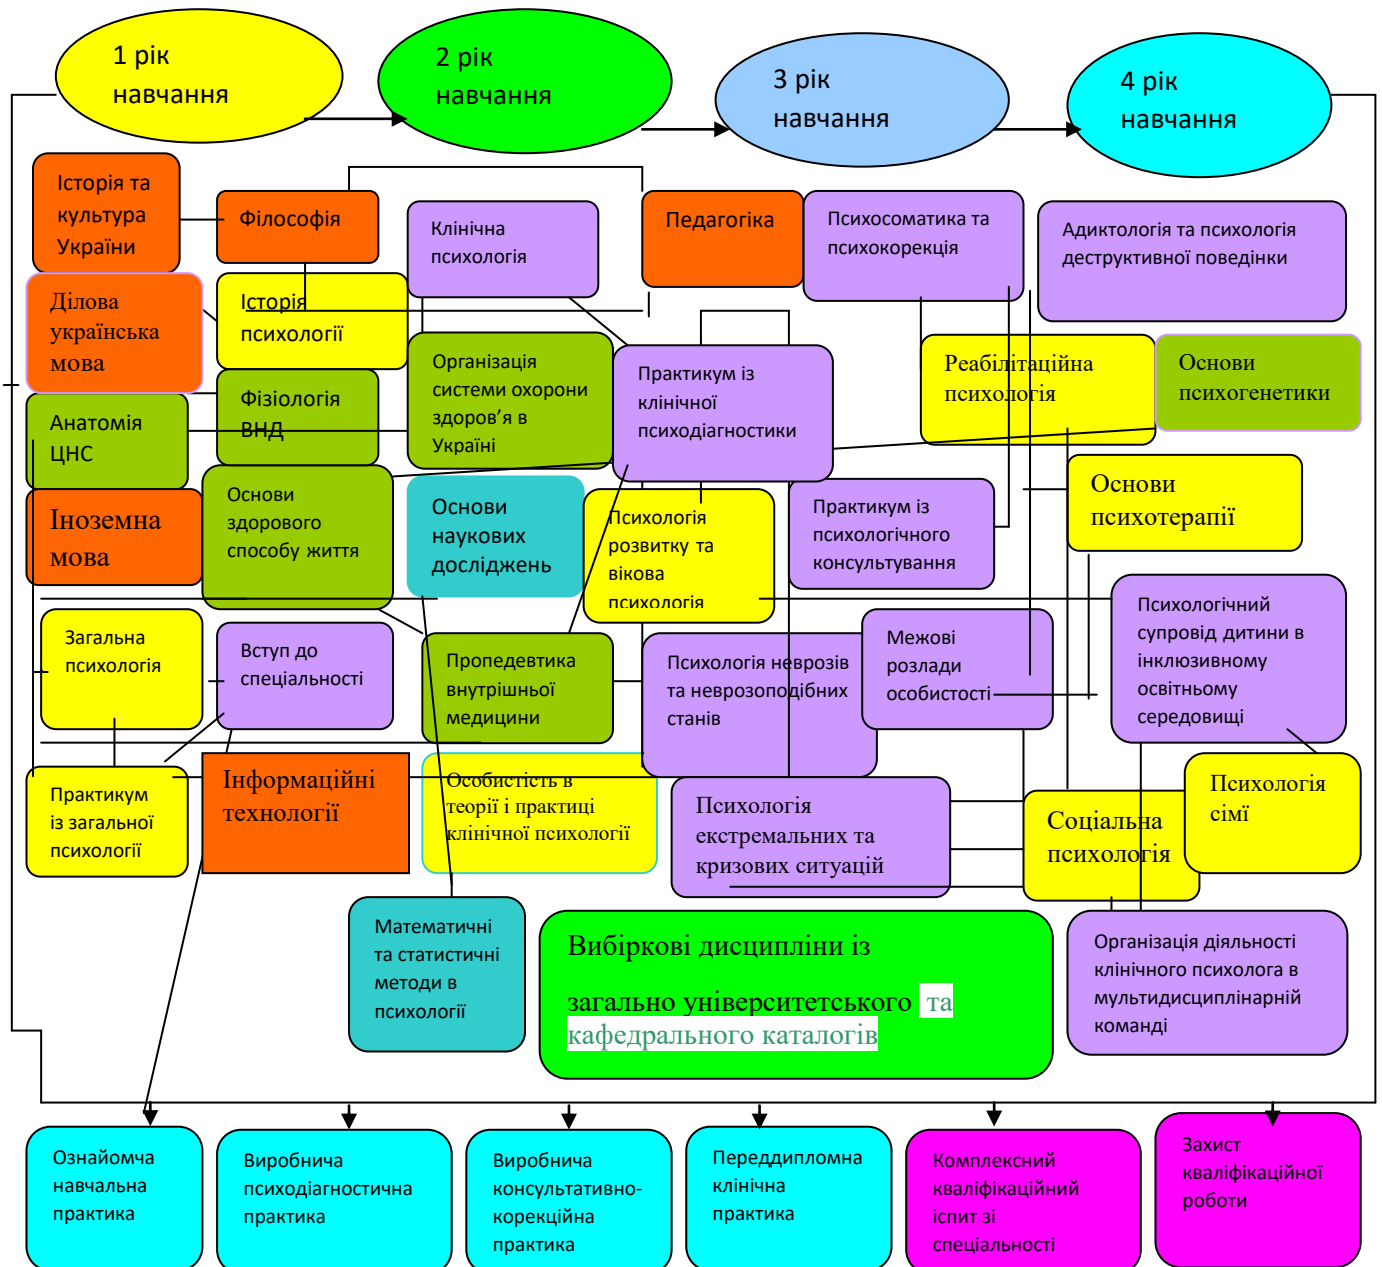 1 рік
навчання
2 рік
навчання
3 рік
навчання
4 рік
навчання
Історія та
культура
України
Філософія
Клінічна
психологія
Педагогіка
Психосоматика та
психокорекція
Адиктологія та психологія
деструктивної поведінки
Ділова
українська
мова
Історія
психології
Організація
системи охорони
здоров’я в
Україні
Практикум із
клінічної
психодіагностики
Реабілітаційна
психологія
Основи
психогенетики
Анатомія
ЦНС
Фізіологія
ВНД
Іноземна
мова
Основи
здорового
способу життя
Основи
наукових
досліджень
Психологія
розвитку та
вікова
психологія
Практикум із
психологічного
консультування
Основи
психотерапії
Загальна
психологія
Вступ до
спеціальності
Пропедевтика
внутрішньої
медицини
Психологія неврозів
та неврозоподібних
станів
Межові
розлади
особистості
Психологічний
супровід дитини в
інклюзивному
освітньому
середовищі
Практикум
із загальної
психології
Інформаційні
технології
Особистість в
теорії і практиці
клінічної психології
Психологія
екстремальних та
кризових ситуацій
Соціальна
психологія
Психологія
сімї
Математичні
та статистичні
методи в
психології
Вибіркові дисципліни із
загально університетського та
кафедрального каталогів
Організація діяльності
клінічного психолога в
мультидисциплінарній
команді
Ознайомча
навчальна
практика
Виробнича
психодіагностична
практика
Виробнича
консультативно-
корекційна
практика
Переддипломна
клінічна
практика
Комплексний
кваліфікаційний
іспит зі
спеціальності
Захист
кваліфікаційної
роботи